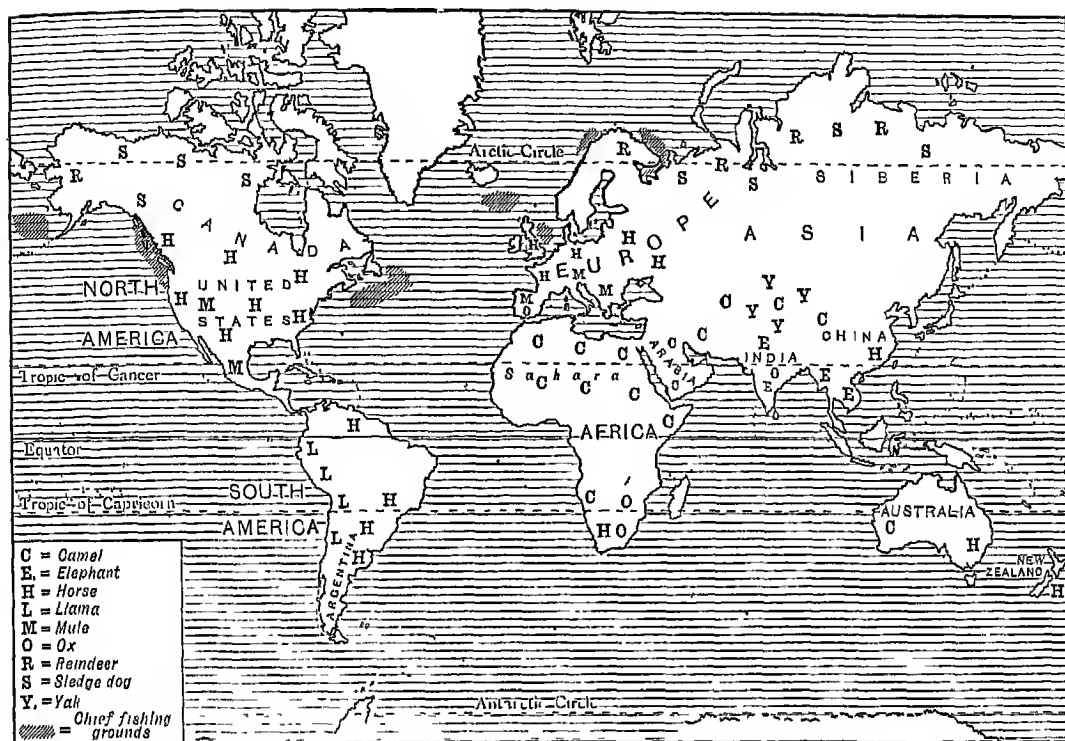 Arctic Circle
R
S
S
S
S
R
S
R
S
R
S
R
S
SIBERIA
CANADA
EUROPE
ASIA
H
H
H
H
O
H
H
H
H
M
M
M
O
NORTH
AMERICA
UNITED
STATES
H
M
H
H
H
M
C
Y
Y
C
Y
Y
C
E
CHINA
H
INDIA
O
E
E
E
C
C
C
C
C
ARABIA
C
Sachara
C
C
C
C
Tropic of Cancer
AFRICA
Equator
H
L
L
L
L
SOUTH
AMERICA
H
H
H
ARGENTINA
Tropic of Capricorn
C
O
H
O
AUSTRALIA
C
H
NEW
ZEALAND
H
C = Camel
E. = Elephant
H = Horse
L = Llama
M = Mule
O = Ox
R = Reindeer
S = Sledge dog
Y. = Yak
= Chief fishing
grounds
Antarctic Circle